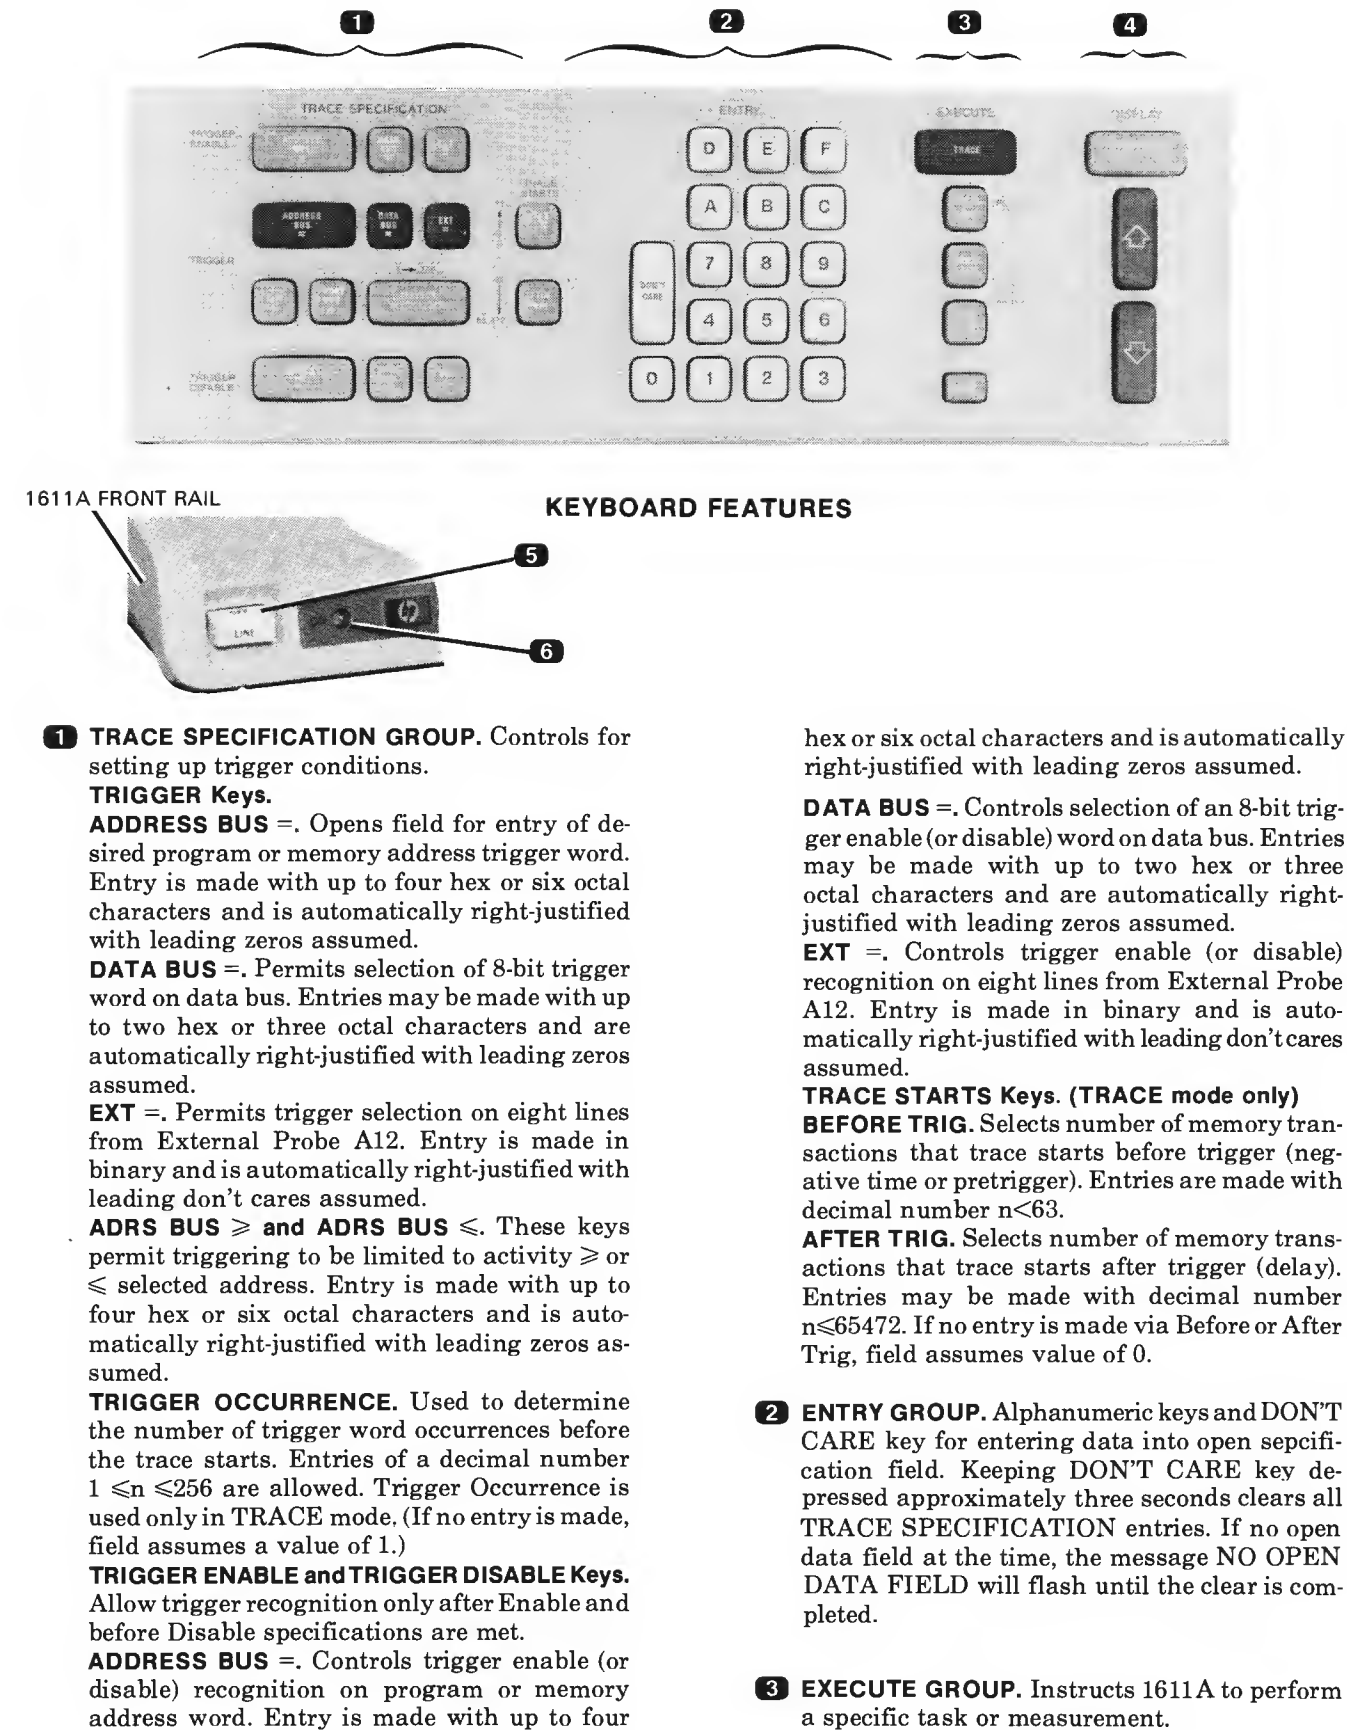 1
2
3
4
TRACE SPECIFICATION
ENTRY
EXECUTE
DISPLAY
D E F
TRACE
ADDRESS BUS =
DATA BUS =
EXT =
A B C
TRIGGER
7 8 9
DON'T CARE
4 5 6
0 1 2 3
TRIGGER
1611A FRONT RAIL
KEYBOARD FEATURES
5
LINE
hp
6
1 TRACE SPECIFICATION GROUP. Controls for
setting up trigger conditions.
TRIGGER Keys.
ADDRESS BUS =. Opens field for entry of de-
sired program or memory address trigger word.
Entry is made with up to four hex or six octal
characters and is automatically right-justified
with leading zeros assumed.
DATA BUS =. Permits selection of 8-bit trigger
word on data bus. Entries may be made with up
to two hex or three octal characters and are
automatically right-justified with leading zeros
assumed.
EXT =. Permits trigger selection on eight lines
from External Probe A12. Entry is made in
binary and is automatically right-justified with
leading don't cares assumed.
ADRS BUS ⩾ and ADRS BUS ⩽. These keys
permit triggering to be limited to activity ⩾ or
⩽ selected address. Entry is made with up to
four hex or six octal characters and is auto-
matically right-justified with leading zeros as-
sumed.
TRIGGER OCCURRENCE. Used to determine
the number of trigger word occurrences before
the trace starts. Entries of a decimal number
1 ⩽n ⩽256 are allowed. Trigger Occurrence is
used only in TRACE mode. (If no entry is made,
field assumes a value of 1.)
TRIGGER ENABLE and TRIGGER DISABLE Keys.
Allow trigger recognition only after Enable and
before Disable specifications are met.
ADDRESS BUS =. Controls trigger enable (or
disable) recognition on program or memory
address word. Entry is made with up to four
hex or six octal characters and is automatically
right-justified with leading zeros assumed.
DATA BUS =. Controls selection of an 8-bit trig-
ger enable (or disable) word on data bus. Entries
may be made with up to two hex or three
octal characters and are automatically right-
justified with leading zeros assumed.
EXT =. Controls trigger enable (or disable)
recognition on eight lines from External Probe
A12. Entry is made in binary and is auto-
matically right-justified with leading don't cares
assumed.
TRACE STARTS Keys. (TRACE mode only)
BEFORE TRIG. Selects number of memory tran-
sactions that trace starts before trigger (neg-
ative time or pretrigger). Entries are made with
decimal number n<63.
AFTER TRIG. Selects number of memory trans-
actions that trace starts after trigger (delay).
Entries may be made with decimal number
n⩽65472. If no entry is made via Before or After
Trig, field assumes value of 0.
2 ENTRY GROUP. Alphanumeric keys and DON'T
CARE key for entering data into open sepcifi-
cation field. Keeping DON'T CARE key de-
pressed approximately three seconds clears all
TRACE SPECIFICATION entries. If no open
data field at the time, the message NO OPEN
DATA FIELD will flash until the clear is com-
pleted.
3 EXECUTE GROUP. Instructs 1611A to perform
a specific task or measurement.